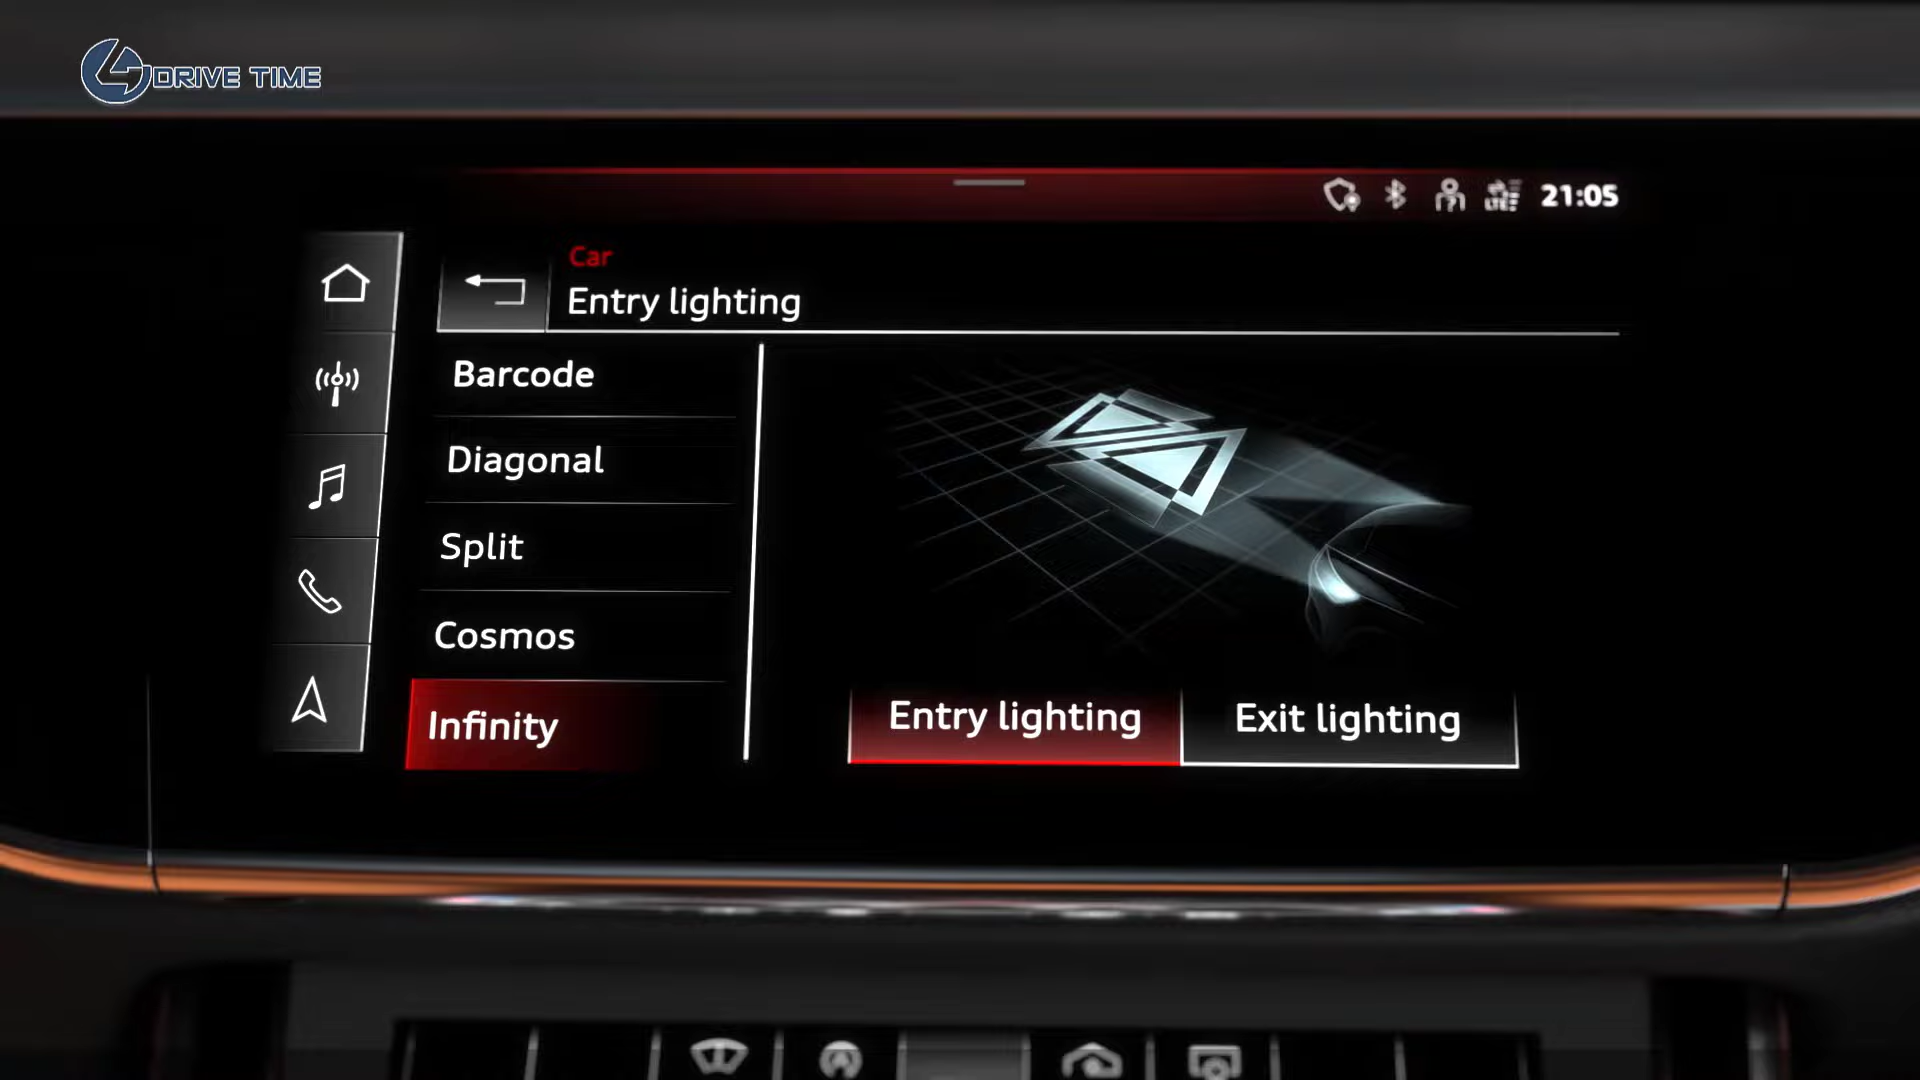 DRIVE TIME
21:05
Car
Entry lighting
Barcode
Diagonal
Split
Cosmos
Infinity
Entry lighting
Exit lighting